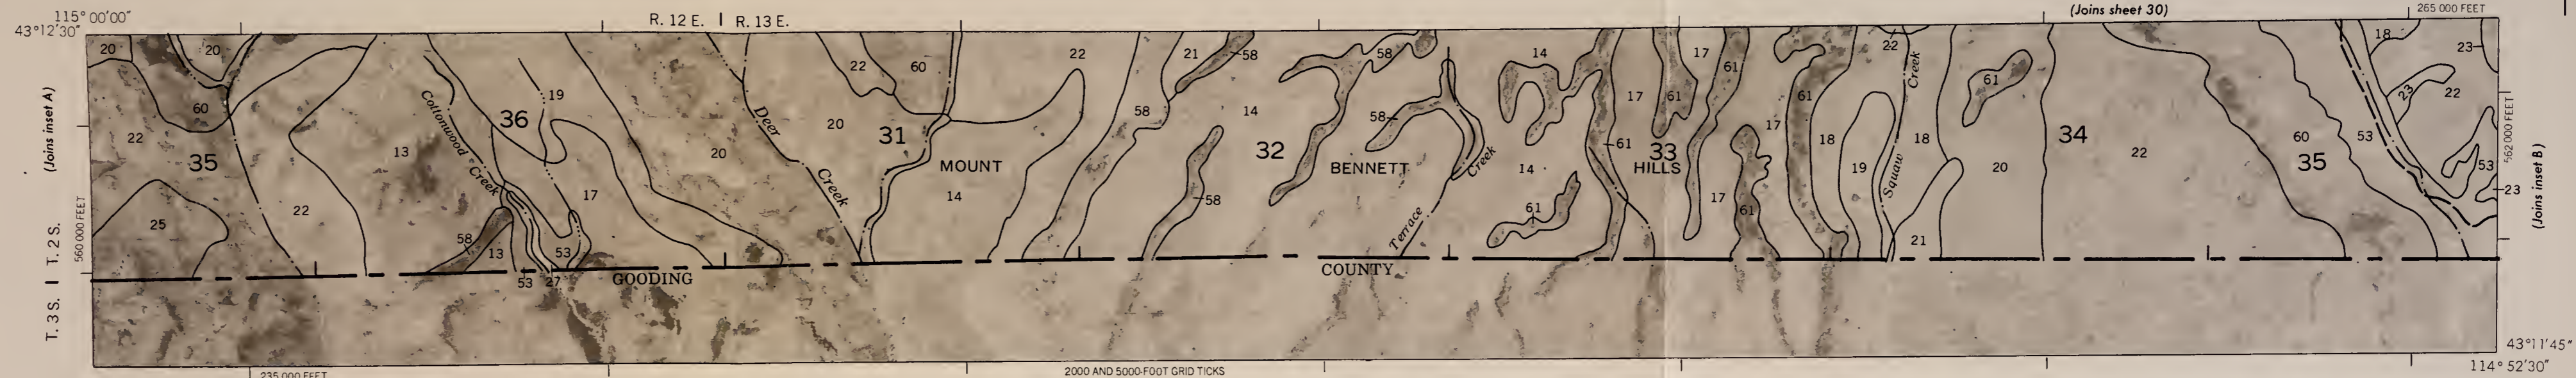 115°00'00"
R. 12 E. | R. 13 E.
(Joins sheet 30)
265 000 FEET
43°12'30"
20 20 22 60 22 21 58 58 14 17 61 22 Creek 18 23
(Joins inset A)
60 19 Deer 20 58 14 58 17 61 17 61 61 23 22
22 35 13 Cottonwood Creek 36 20 31 MOUNT 32 BENNETT Creek 61 33 HILLS 17 18 19 Squaw 18 20 34 22 60 35 53 53
562 000 FEET
(Joins inset B)
25 22 17 Creek 14 58 Terrace 14 61 17 61 21 23
58 13 53
T. 3 S. | T. 2 S.
560 000 FEET
53 27 GOODING COUNTY
43°11'45"
114°52'30"
235 000 FEET
2000 AND 5000-FOOT GRID TICKS